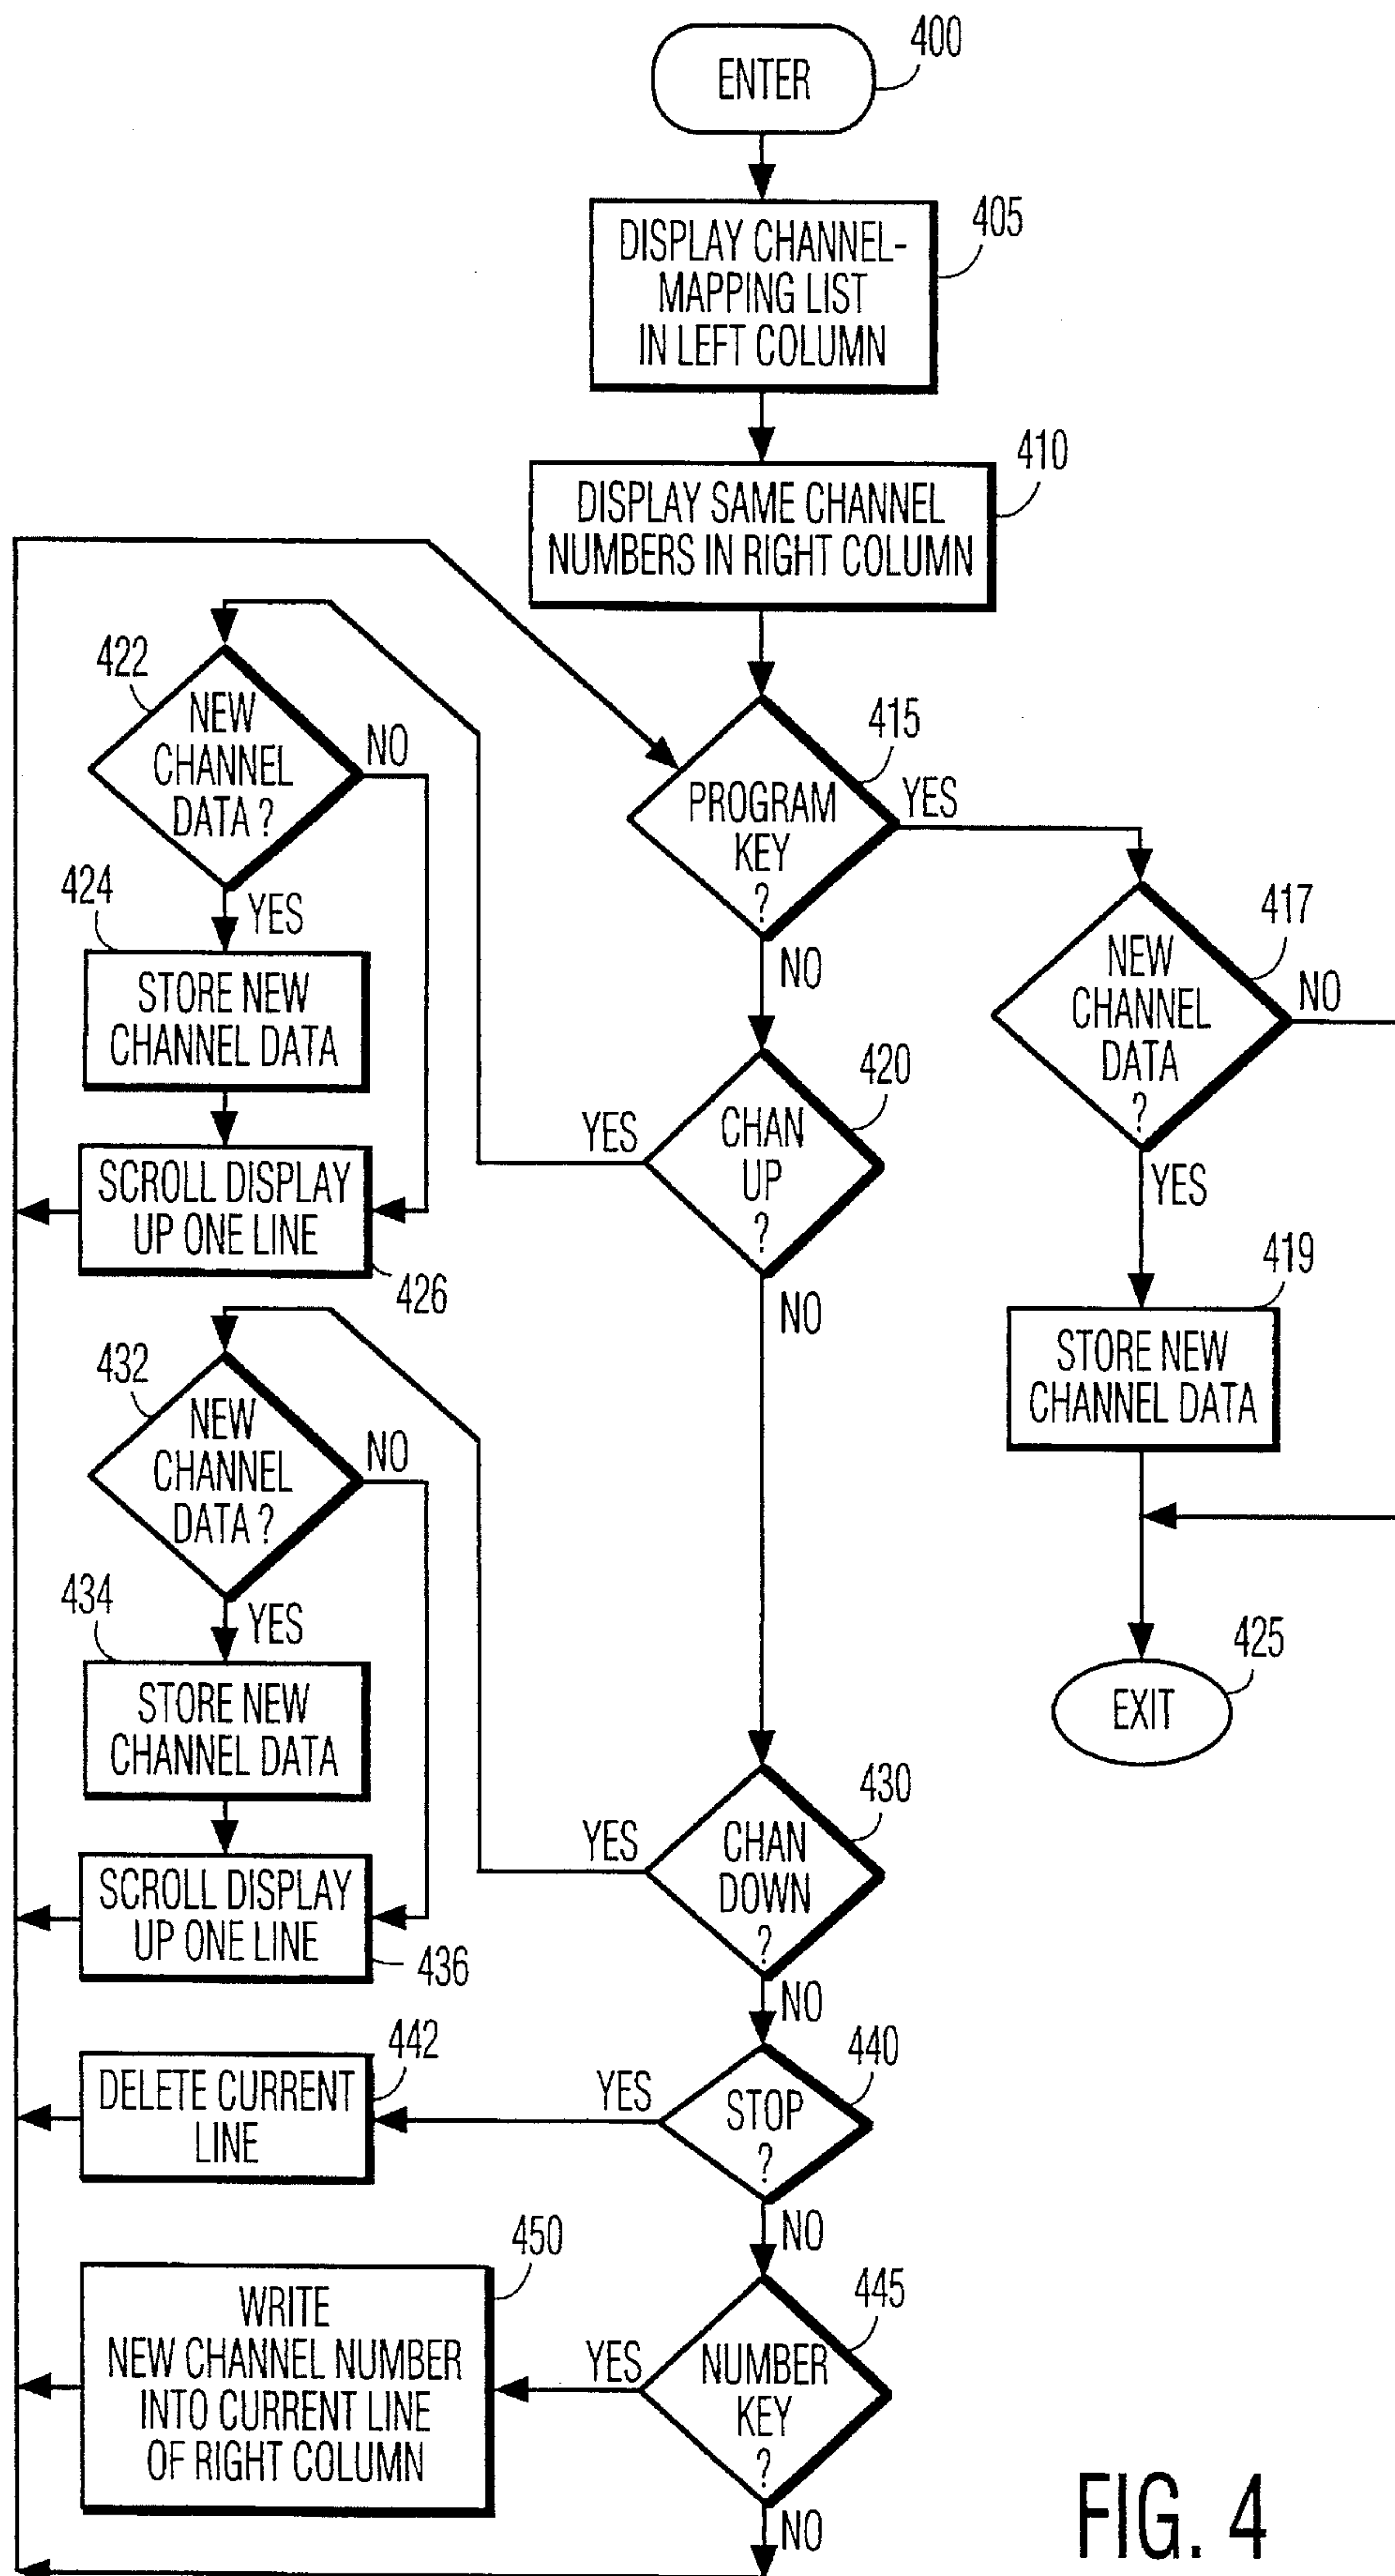 400
ENTER
405
DISPLAY CHANNEL-
MAPPING LIST
IN LEFT COLUMN
410
DISPLAY SAME CHANNEL
NUMBERS IN RIGHT COLUMN
415
PROGRAM
KEY
?
YES
NO
417
NEW
CHANNEL
DATA
?
NO
YES
419
STORE NEW
CHANNEL DATA
425
EXIT
420
CHAN
UP
?
YES
NO
422
NEW
CHANNEL
DATA ?
NO
YES
424
STORE NEW
CHANNEL DATA
SCROLL DISPLAY
UP ONE LINE
426
430
CHAN
DOWN
?
YES
NO
432
NEW
CHANNEL
DATA ?
NO
YES
434
STORE NEW
CHANNEL DATA
SCROLL DISPLAY
UP ONE LINE
436
440
STOP
?
YES
NO
442
DELETE CURRENT
LINE
445
NUMBER
KEY
?
YES
NO
450
WRITE
NEW CHANNEL NUMBER
INTO CURRENT LINE
OF RIGHT COLUMN
FIG. 4